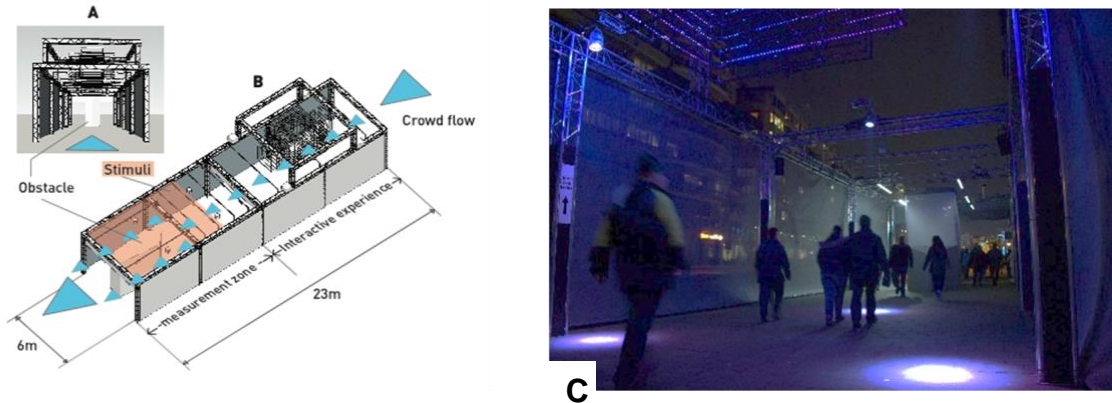 A
B
Crowd flow
Stimuli
Obstacle
measurement zone
interactive experience
23m
6m
C